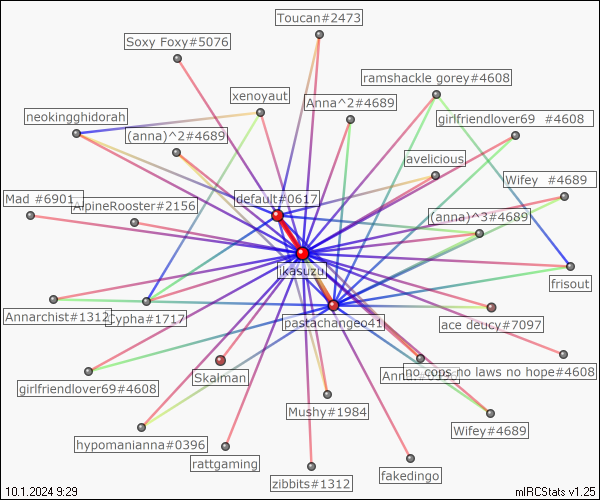 Toucan#2473
Soxy Foxy#5076
ramshackle gorey#4608
xenoyaut
Anna^2#4689
neokingghidorah
girlfriendlover69 #4608
(anna)^2#4689
avelicious
Wifey #4689
Mad #6901
AlpineRooster#2156
default#0617
(anna)^3#4689
ikasuzu
frisout
Annarchist#1312
Cypha#1717
pastachangeo41
ace deucy#7097
Skalman
no cops no laws no hope#4608
girlfriendlover69#4608
Mushy#1984
Wifey#4689
hypomanianna#0396
rattgaming
zibbits#1312
fakedingo
10.1.2024 9:29
mIRCStats v1.25